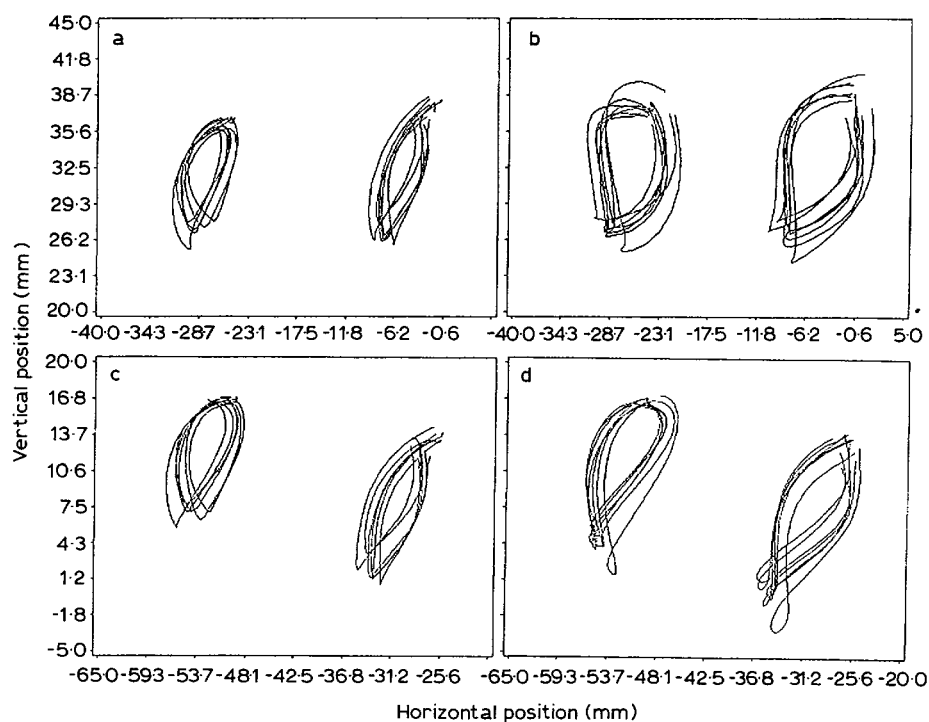 a
b
45·0
41·8
38·7
35·6
32·5
29·3
26·2
23·1
20·0
-40·0 -34·3 -28·7 -23·1 -17·5 -11·8 -6·2 -0·6
-40·0 -34·3 -28·7 -23·1 -17·5 -11·8 -6·2 -0·6 5·0
Vertical position (mm)
c
d
20·0
16·8
13·7
10·6
7·5
4·3
1·2
-1·8
-5·0
-65·0 -59·3 -53·7 -48·1 -42·5 -36·8 -31·2 -25·6
-65·0 -59·3 -53·7 -48·1 -42·5 -36·8 -31·2 -25·6 -20·0
Horizontal position (mm)